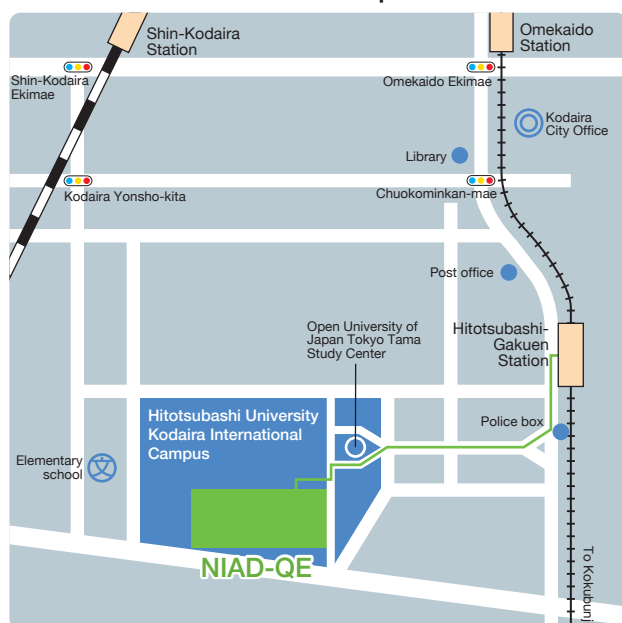 Shin-Kodaira
Station
Omekaido
Station
Shin-Kodaira
Ekimae
Omekaido Ekimae
Kodaira
City Office
Library
Kodaira Yonsho-kita
Chuokominkan-mae
Post office
Open University of
Japan Tokyo Tama
Study Center
Hitotsubashi-
Gakuen
Station
Hitotsubashi University
Kodaira International
Campus
Police box
Elementary
school
文
NIAD-QE
To Kokubunji